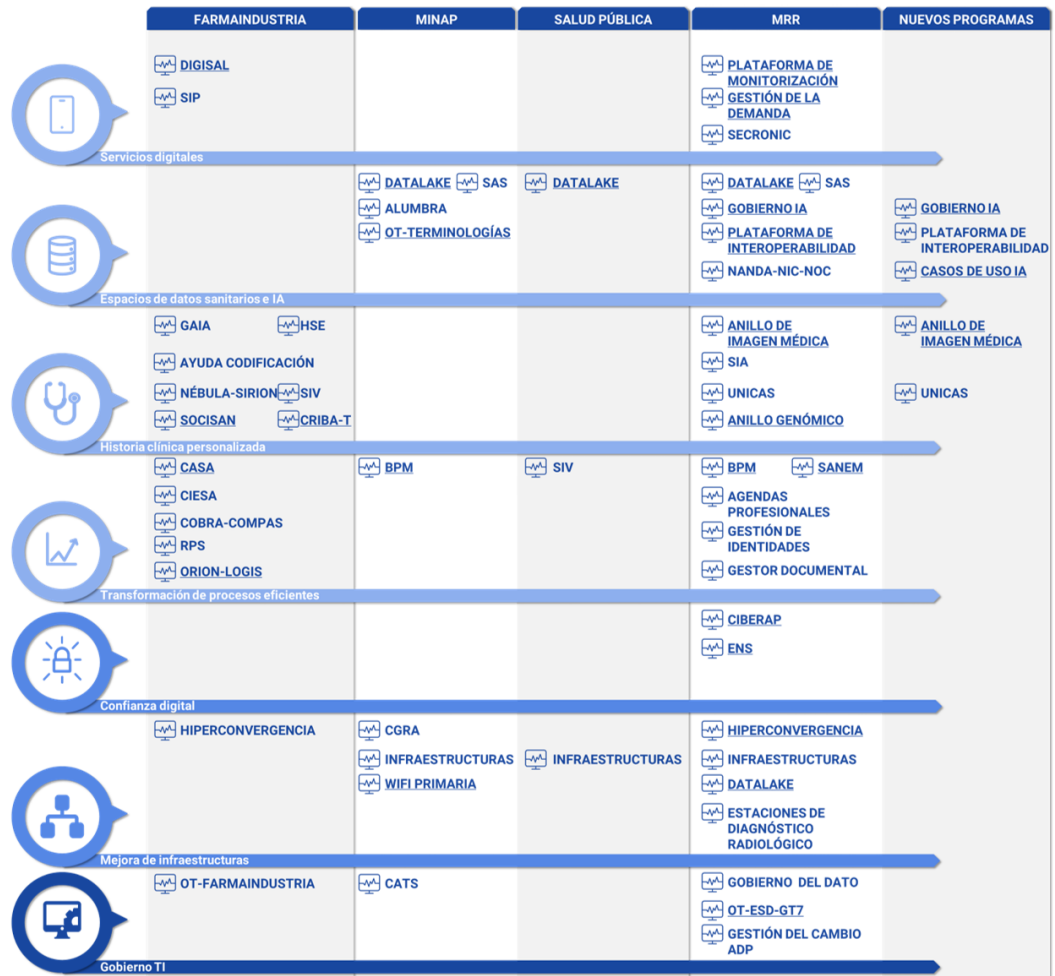 FARMAINDUSTRIA MINAP SALUD PÚBLICA MRR NUEVOS PROGRAMAS
DIGISAL
SIP
PLATAFORMA DE
MONITORIZACIÓN
GESTIÓN DE LA
DEMANDA
SECRONIC
Servicios digitales
DATALAKE SAS
ALUMBRA
OT-TERMINOLOGÍAS
DATALAKE
DATALAKE SAS
GOBIERNO IA
PLATAFORMA DE
INTEROPERABILIDAD
NANDA-NIC-NOC
GOBIERNO IA
PLATAFORMA DE
INTEROPERABILIDAD
CASOS DE USO IA
Espacios de datos sanitarios e IA
GAIA HSE
AYUDA CODIFICACIÓN
NÉBULA-SIRION SIV
SOCISAN CRIBA-T
ANILLO DE
IMAGEN MÉDICA
SIA
UNICAS
ANILLO GENÓMICO
ANILLO DE
IMAGEN MÉDICA
UNICAS
Historia clínica personalizada
CASA
CIESA
COBRA-COMPAS
RPS
ORION-LOGIS
BPM
SIV
BPM SANEM
AGENDAS
PROFESIONALES
GESTIÓN DE
IDENTIDADES
GESTOR DOCUMENTAL
Transformación de procesos eficientes
CIBERAP
ENS
Confianza digital
HIPERCONVERGENCIA
CGRA
INFRAESTRUCTURAS
WIFI PRIMARIA
INFRAESTRUCTURAS
HIPERCONVERGENCIA
INFRAESTRUCTURAS
DATALAKE
ESTACIONES DE
DIAGNÓSTICO
RADIOLÓGICO
Mejora de infraestructuras
OT-FARMAINDUSTRIA
CATS
GOBIERNO DEL DATO
OT-ESD-GT7
GESTIÓN DEL CAMBIO
ADP
Gobierno TI